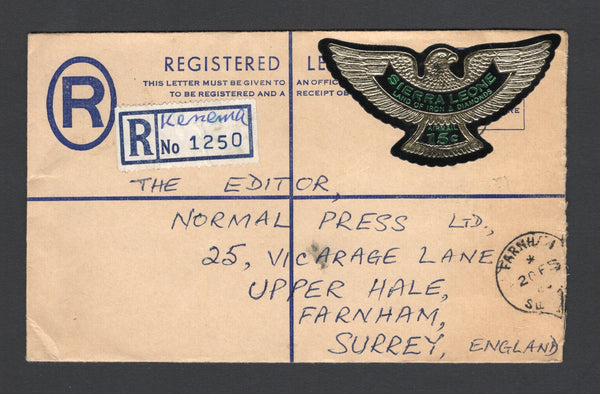 REGISTERED LE
THIS LETTER MUST BE GIVEN TO AN OFFIC
TO BE REGISTERED AND A RECEIPT OB
R
SIERRA LEONE
LAND OF IRON & DIAMONDS
AIRMAIL
15c
Kenema
R No 1250
THE EDITOR,
NORMAL PRESS LTD.,
25, VICARAGE LANE
UPPER HALE,
FARNHAM,
SURREY, ENGLAND
FARNHAM